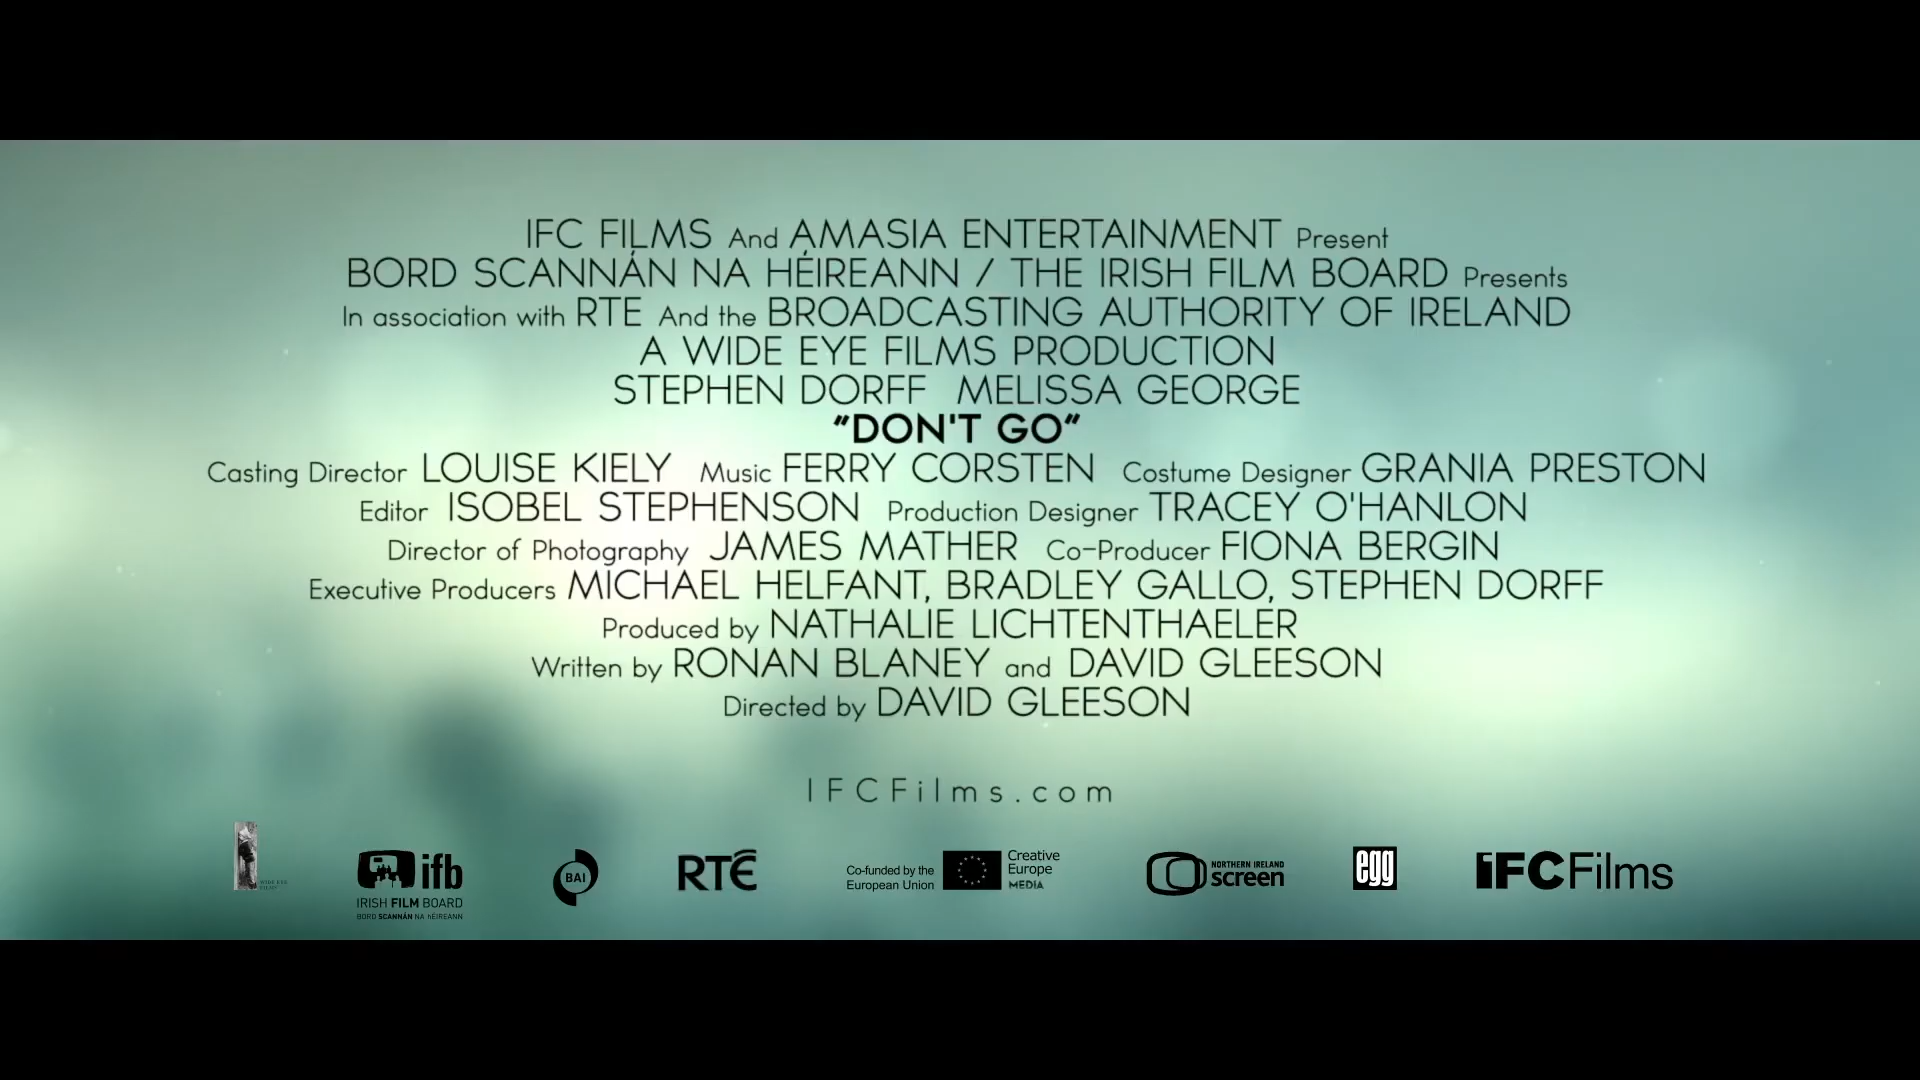 IFC FILMS And AMASIA ENTERTAINMENT Present
BORD SCANNÁN NA HÉIREANN / THE IRISH FILM BOARD Presents
In association with RTE And the BROADCASTING AUTHORITY OF IRELAND
A WIDE EYE FILMS PRODUCTION
STEPHEN DORFF MELISSA GEORGE
"DON'T GO"
Casting Director LOUISE KIELY Music FERRY CORSTEN Costume Designer GRANIA PRESTON
Editor ISOBEL STEPHENSON Production Designer TRACEY O'HANLON
Director of Photography JAMES MATHER Co-Producer FIONA BERGIN
Executive Producers MICHAEL HELFANT, BRADLEY GALLO, STEPHEN DORFF
Produced by NATHALIE LICHTENTHAELER
Written by RONAN BLANEY and DAVID GLEESON
Directed by DAVID GLEESON
IFCFilms.com
WIDE EYE
FILMS
ifb
IRISH FILM BOARD
BORD SCANNÁN NA hÉIREANN
BAI
RTÉ
Co-funded by the
European Union
Creative
Europe
MEDIA
NORTHERN IRELAND
screen
egg
IFCFilms